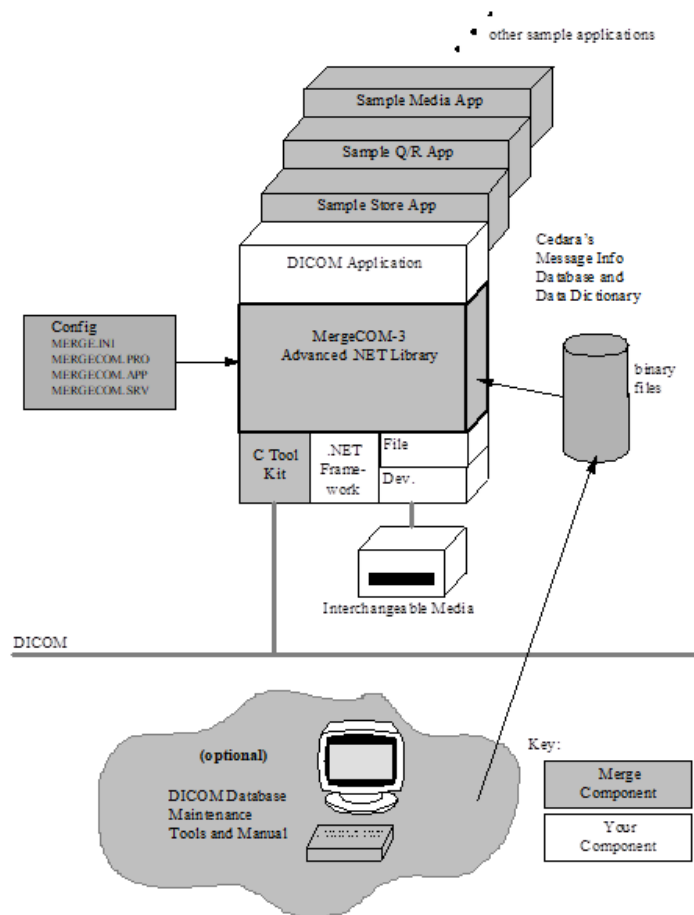 other sample applications
Sample Media App
Sample Q/R App
Sample Store App
DICOM Application
Cedara's
Message Info
Database and
Data Dictionary
Config
MERGE.INI
MERGECOM.PRO
MERGECOM.APP
MERGECOM.SRV
MergeCOM-3
Advanced .NET Library
binary
files
C Tool
Kit
.NET
Frame-
work
File
Dev.
Interchangeable Media
DICOM
(optional)
DICOM Database
Maintenance
Tools and Manual
Key:
Merge
Component
Your
Component